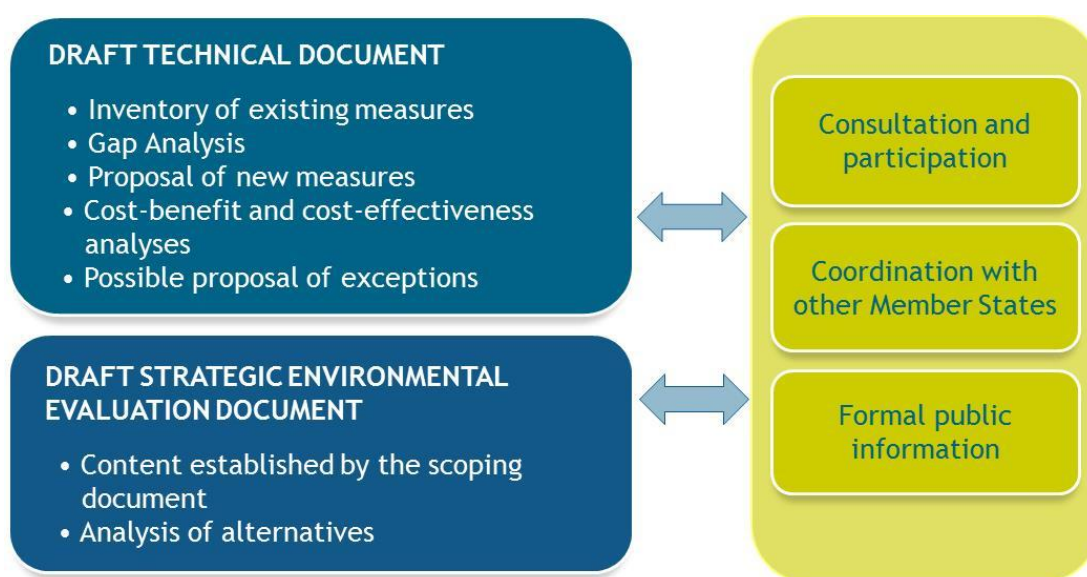 DRAFT TECHNICAL DOCUMENT
• Inventory of existing measures
• Gap Analysis
• Proposal of new measures
• Cost-benefit and cost-effectiveness
analyses
• Possible proposal of exceptions
DRAFT STRATEGIC ENVIRONMENTAL
EVALUATION DOCUMENT
• Content established by the scoping
document
• Analysis of alternatives
Consultation and
participation
Coordination with
other Member States
Formal public
information